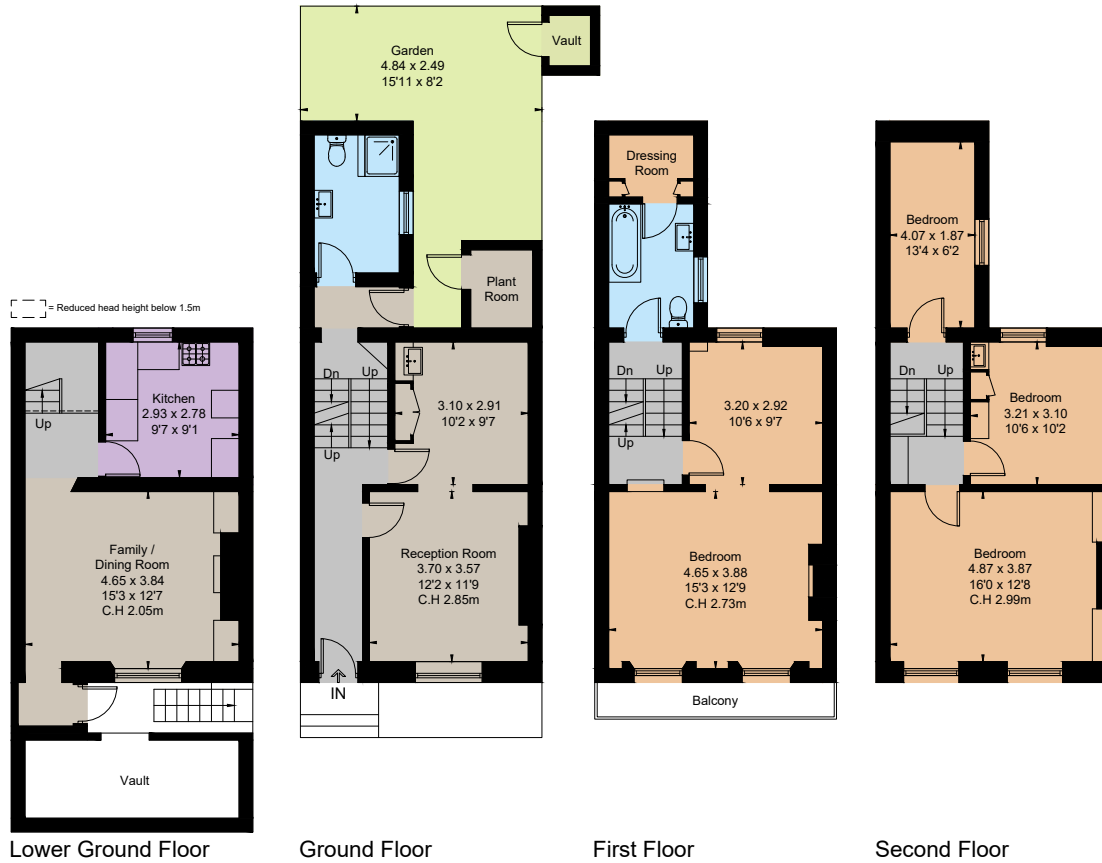 Garden
4.84 x 2.49
15'11 x 8'2
Vault
Plant
Room
Dn
Up
Up
3.10 x 2.91
10'2 x 9'7
Reception Room
3.70 x 3.57
12'2 x 11'9
C.H 2.85m
IN
= Reduced head height below 1.5m
Up
Kitchen
2.93 x 2.78
9'7 x 9'1
Family /
Dining Room
4.65 x 3.84
15'3 x 12'7
C.H 2.05m
Vault
Dressing
Room
Dn
Up
Up
3.20 x 2.92
10'6 x 9'7
Bedroom
4.65 x 3.88
15'3 x 12'9
C.H 2.73m
Balcony
Bedroom
4.07 x 1.87
13'4 x 6'2
Dn
Up
Bedroom
3.21 x 3.10
10'6 x 10'2
Bedroom
4.87 x 3.87
16'0 x 12'8
C.H 2.99m
Lower Ground Floor
Ground Floor
First Floor
Second Floor